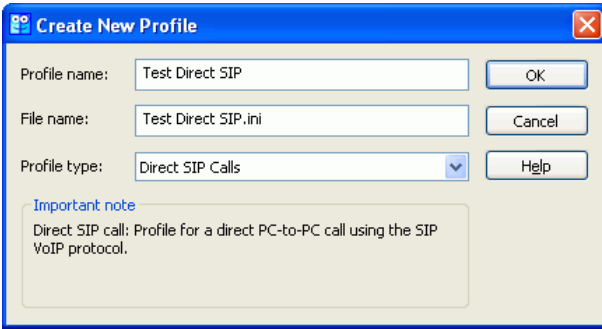 Create New Profile
Profile name: Test Direct SIP OK
File name: Test Direct SIP.ini Cancel
Profile type: Direct SIP Calls Help
Important note
Direct SIP call: Profile for a direct PC-to-PC call using the SIP
VoIP protocol.